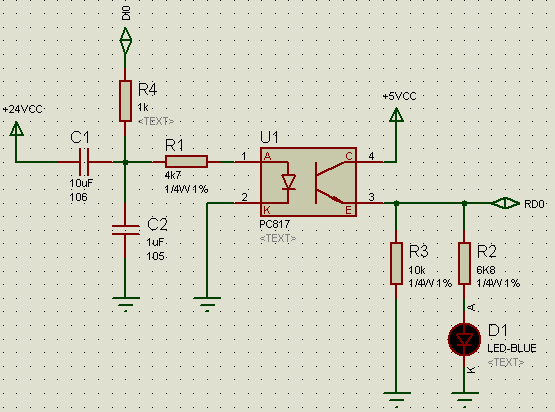 DI0
R4
1k
<TEXT>
+24VCC
C1
10uF
106
R1
4k7
1/4W 1%
C2
1uF
105
U1
1
A
C
4
2
K
E
3
PC817
<TEXT>
+5VCC
RD0
R3
10k
1/4W 1%
R2
6K8
1/4W 1%
A
D1
LED-BLUE
<TEXT>
K